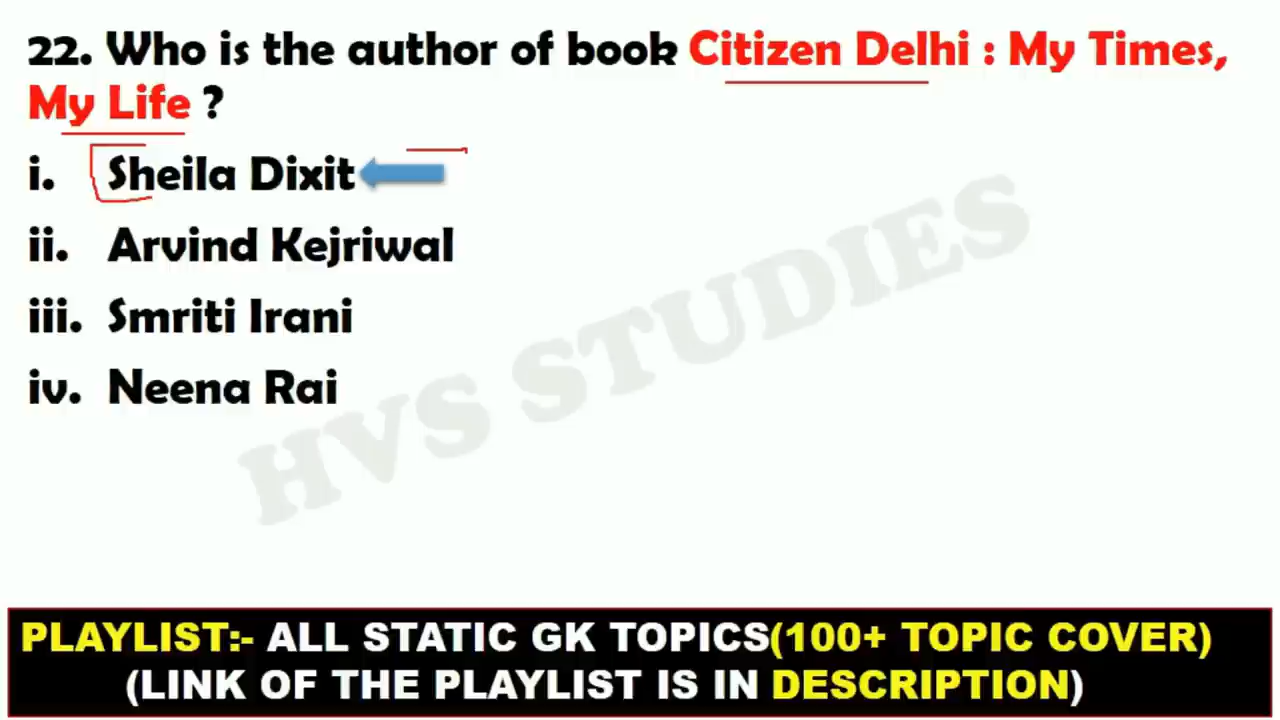 22. Who is the author of book Citizen Delhi : My Times,
My Life ?
i. Sheila Dixit
ii. Arvind Kejriwal
iii. Smriti Irani
iv. Neena Rai
HVS STUDIES
PLAYLIST:- ALL STATIC GK TOPICS(100+ TOPIC COVER)
(LINK OF THE PLAYLIST IS IN DESCRIPTION)